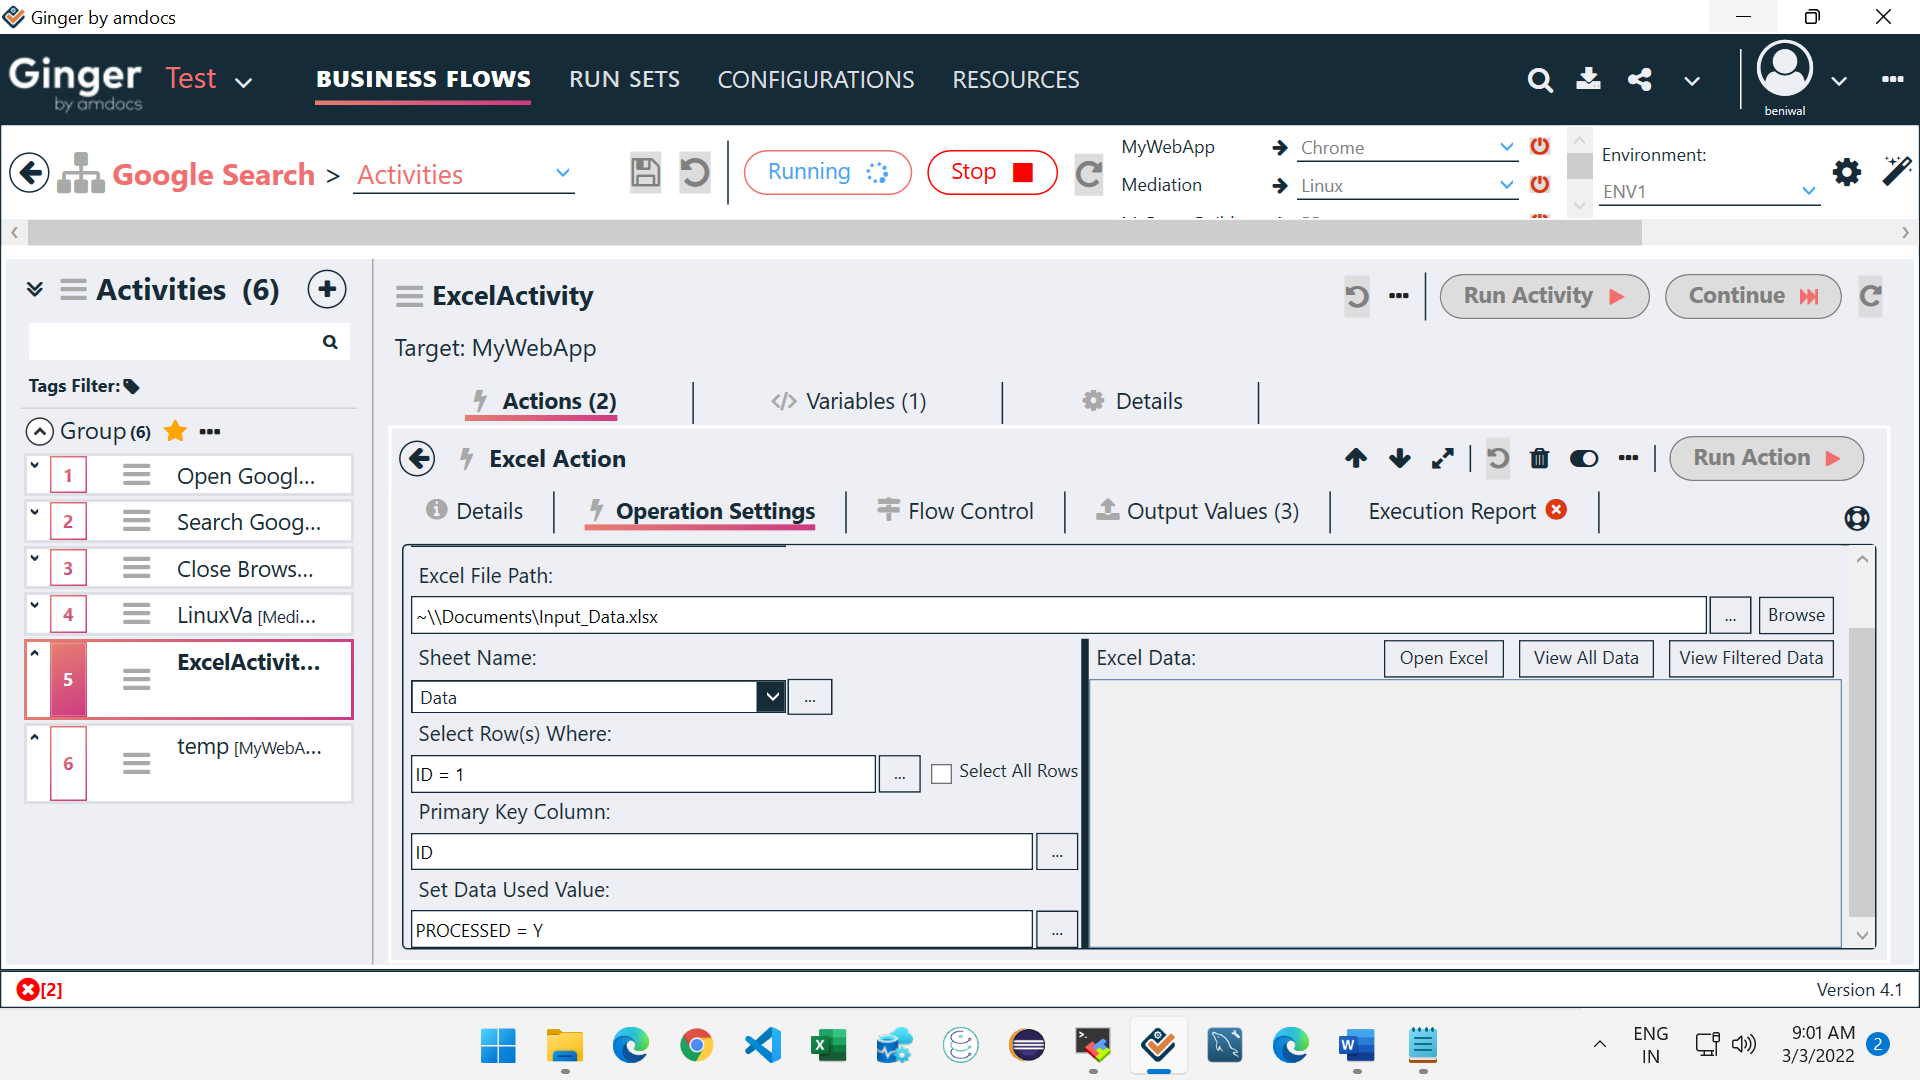 Ginger by amdocs
Ginger by amdocs
Test
BUSINESS FLOWS
RUN SETS
CONFIGURATIONS
RESOURCES
beniwal
Google Search > Activities
Running
Stop
MyWebApp
Chrome
Mediation
Linux
Environment:
ENV1
Activities (6)
Tags Filter:
Group (6)
1 Open Googl...
2 Search Goog...
3 Close Brows...
4 LinuxVa [Medi...
5 ExcelActivit...
6 temp [MyWebA...
ExcelActivity
Run Activity
Continue
Target: MyWebApp
Actions (2)
</> Variables (1)
Details
Excel Action
Run Action
Details
Operation Settings
Flow Control
Output Values (3)
Execution Report
Excel File Path:
~\\Documents\Input_Data.xlsx
...
Browse
Sheet Name:
Data
...
Excel Data:
Open Excel
View All Data
View Filtered Data
Select Row(s) Where:
ID = 1
...
Select All Rows
Primary Key Column:
ID
...
Set Data Used Value:
PROCESSED = Y
...
[2]
Version 4.1
ENG
IN
9:01 AM
3/3/2022
2